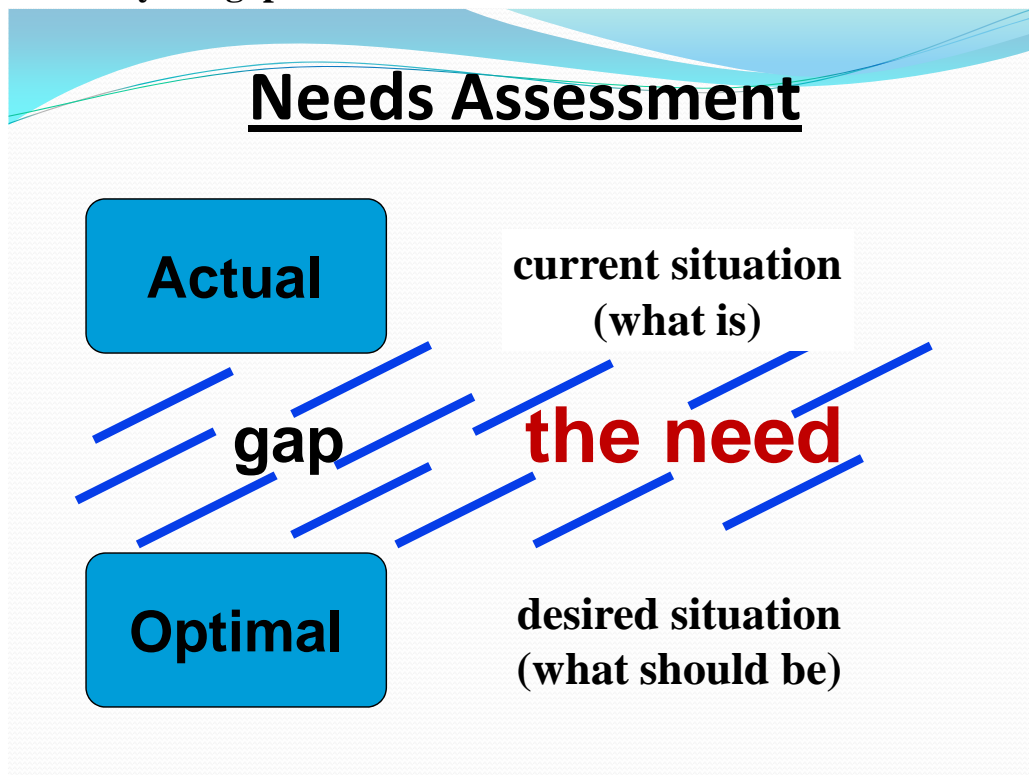 Needs Assessment
Actual
current situation
(what is)
gap
the need
Optimal
desired situation
(what should be)